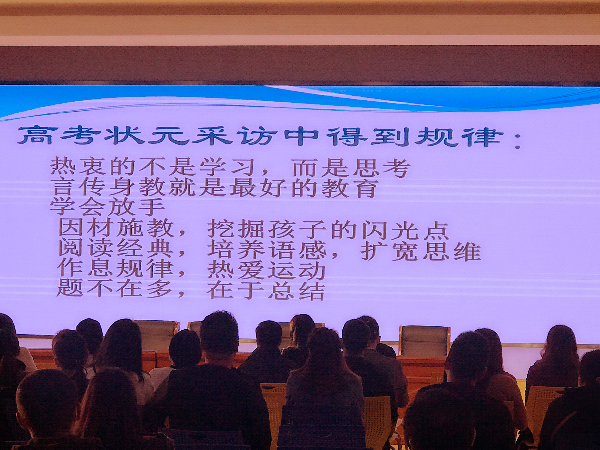 高考状元采访中得到规律：
热衷的不是学习，而是思考
言传身教就是最好的教育
学会放手
因材施教，挖掘孩子的闪光点
阅读经典，培养语感，扩宽思维
作息规律，热爱运动
题不在多，在于总结